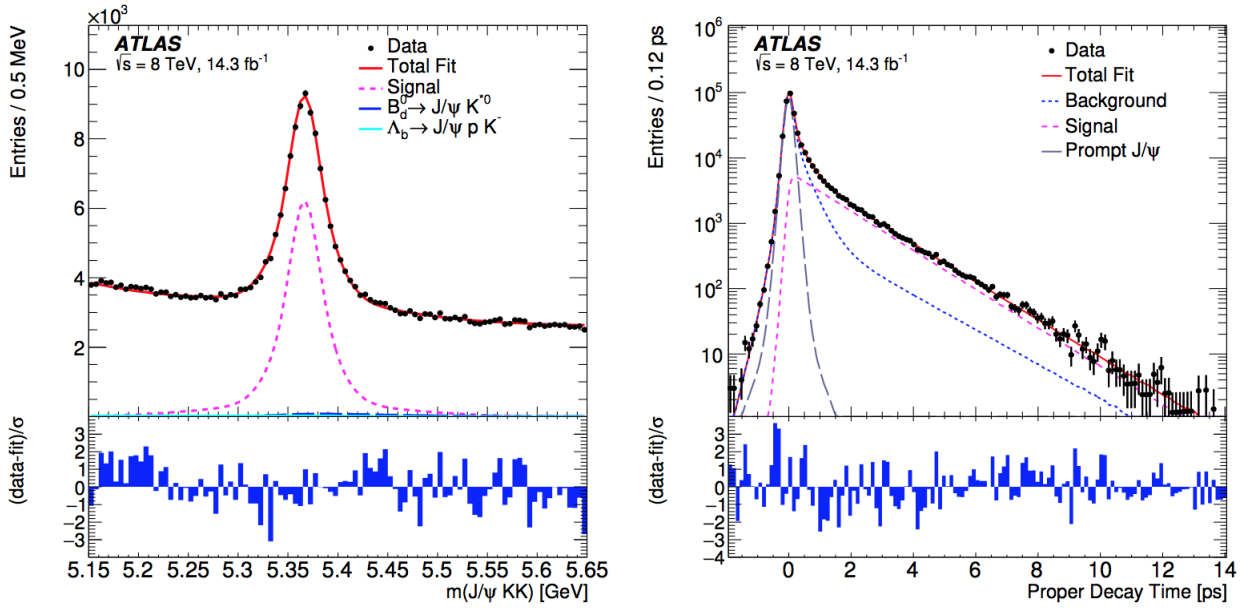 ×10³
ATLAS
√s = 8 TeV, 14.3 fb⁻¹
Data
Total Fit
Signal
B⁰d → J/ψ K*⁰
Λb → J/ψ p K⁻
Entries / 0.5 MeV
10
8
6
4
2
(data-fit)/σ
3
2
1
0
−1
−2
−3
5.15 5.2 5.25 5.3 5.35 5.4 5.45 5.5 5.55 5.6 5.65
m(J/ψ KK) [GeV]
ATLAS
√s = 8 TeV, 14.3 fb⁻¹
Data
Total Fit
Background
Signal
Prompt J/ψ
Entries / 0.12 ps
10⁶
10⁵
10⁴
10³
10²
10
(data-fit)/σ
3
2
1
0
−1
−2
−3
−4
0 2 4 6 8 10 12 14
Proper Decay Time [ps]